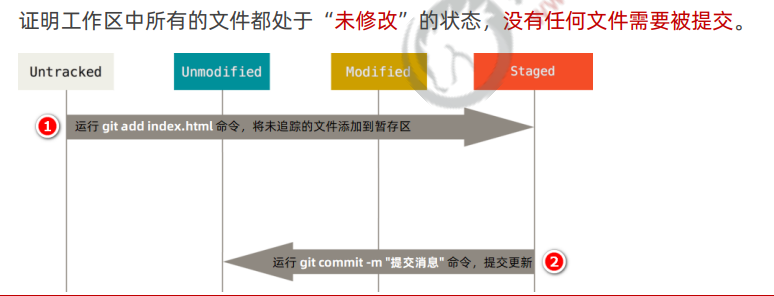 证明工作区中所有的文件都处于“未修改”的状态，没有任何文件需要被提交。
Untracked
Unmodified
Modified
Staged
1 运行 git add index.html 命令，将未追踪的文件添加到暂存区
运行 git commit -m "提交消息" 命令，提交更新 2